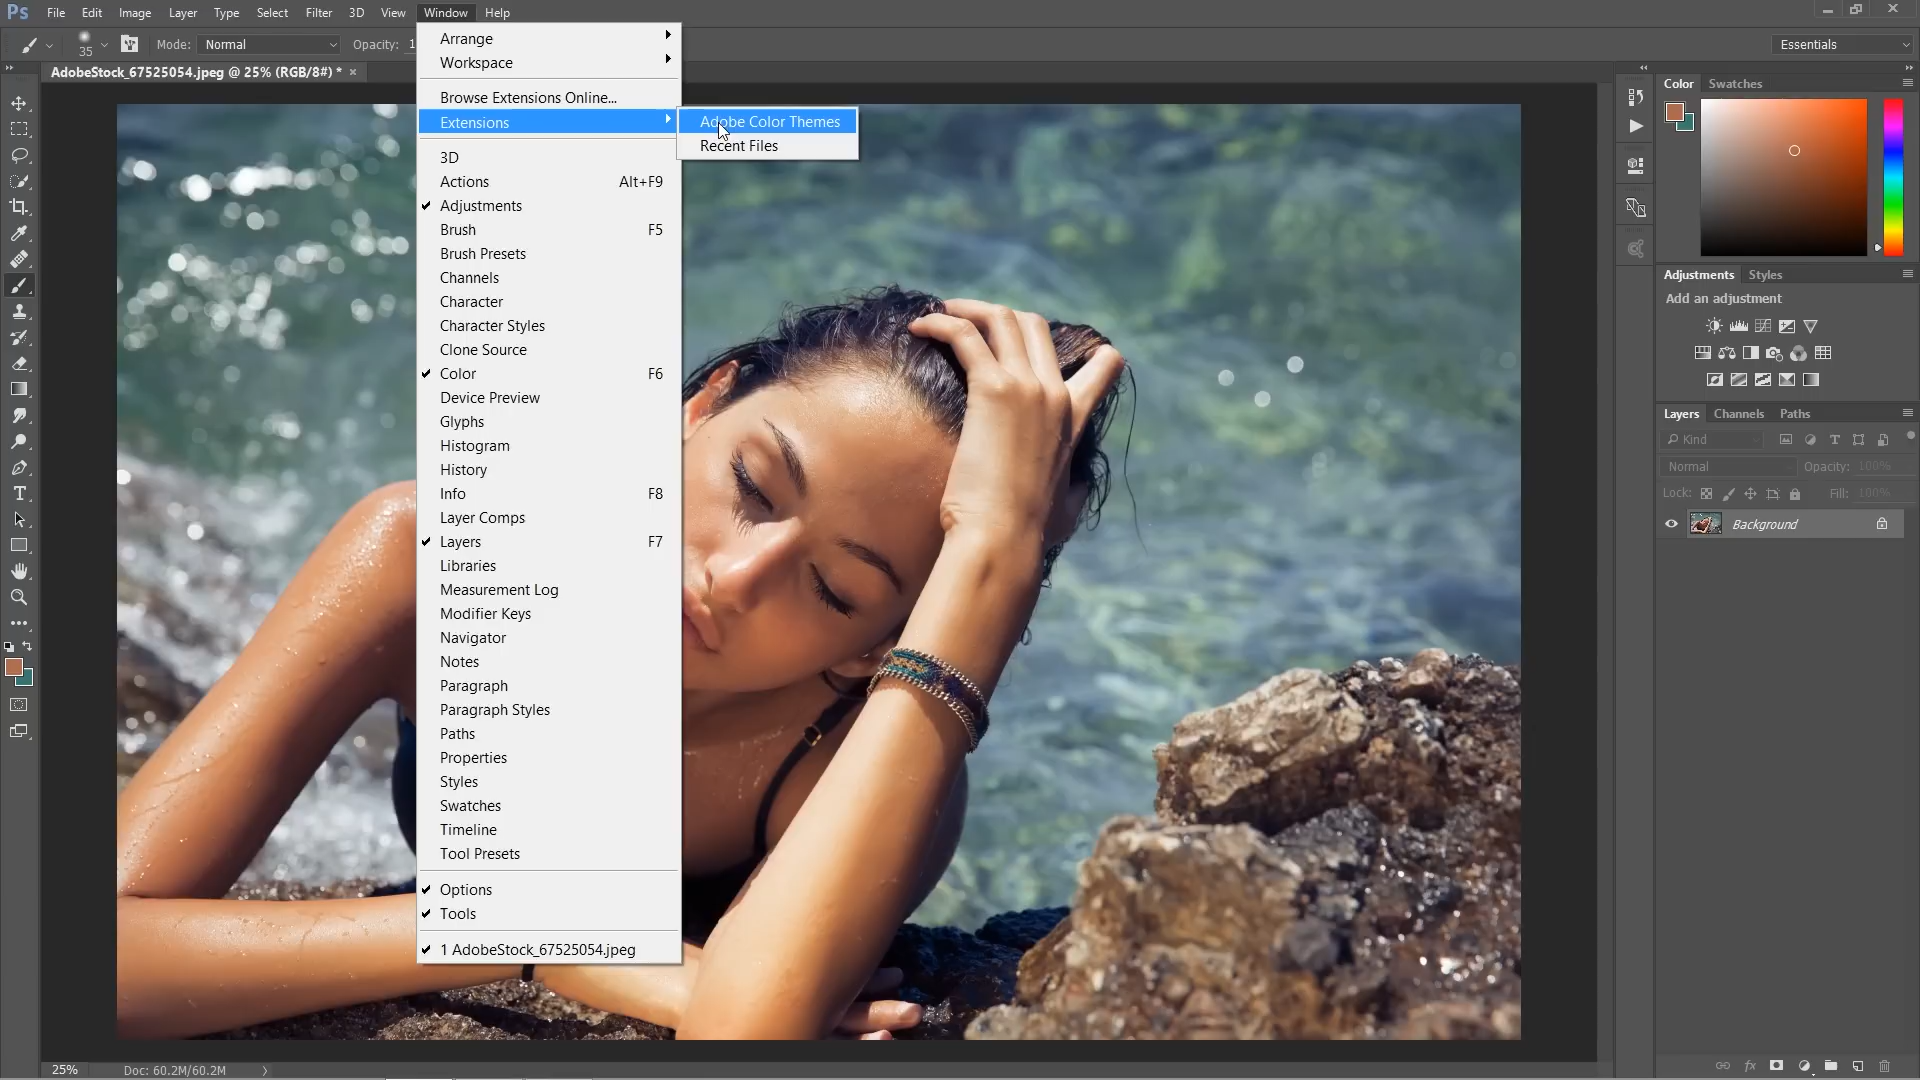 Ps File Edit Image Layer Type Select Filter 3D View Window Help
35 Mode: Normal Opacity: 1
Essentials
AdobeStock_67525054.jpeg @ 25% (RGB/8#) * ×
Arrange
Workspace
Browse Extensions Online...
Extensions
Adobe Color Themes
Recent Files
3D
Actions Alt+F9
Adjustments
Brush F5
Brush Presets
Channels
Character
Character Styles
Clone Source
Color F6
Device Preview
Glyphs
Histogram
History
Info F8
Layer Comps
Layers F7
Libraries
Measurement Log
Modifier Keys
Navigator
Notes
Paragraph
Paragraph Styles
Paths
Properties
Styles
Swatches
Timeline
Tool Presets
Options
Tools
1 AdobeStock_67525054.jpeg
Color Swatches
Adjustments Styles
Add an adjustment
Layers Channels Paths
Kind
Normal Opacity: 100%
Lock: Fill: 100%
Background
fx
25% Doc: 60.2M/60.2M